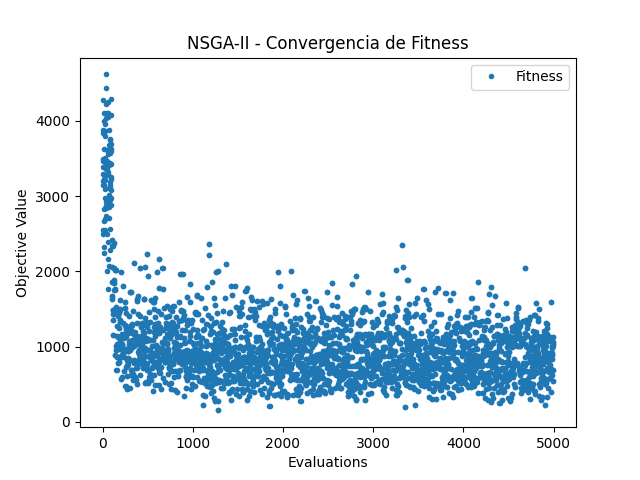 NSGA-II - Convergencia de Fitness
Fitness
Objective Value
4000
3000
2000
1000
0
0 1000 2000 3000 4000 5000
Evaluations